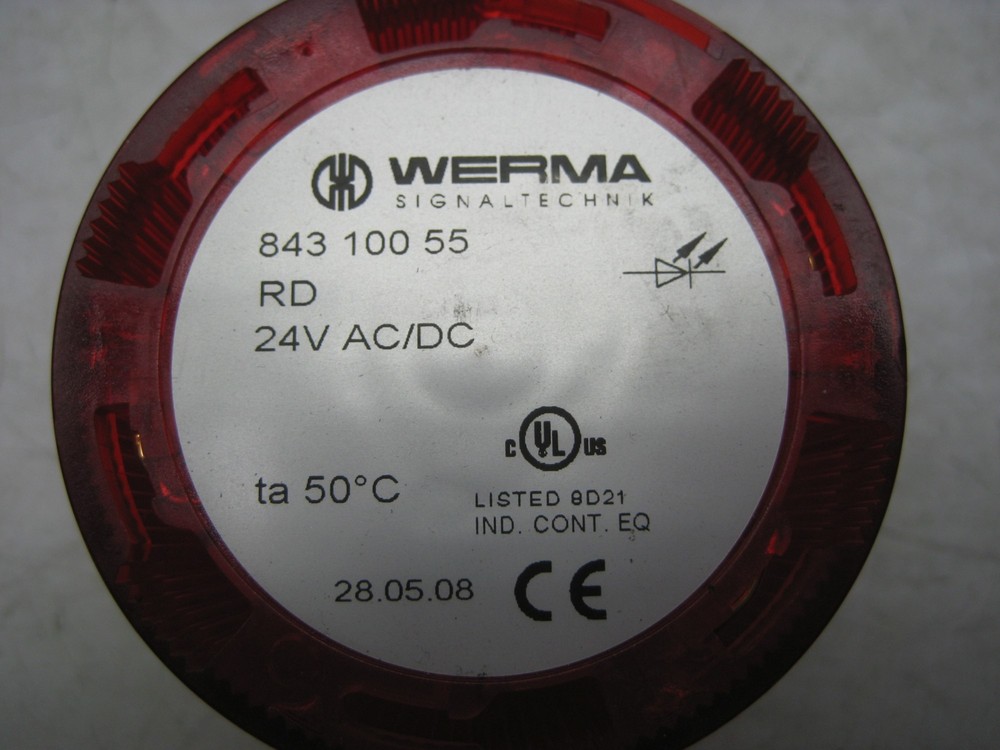 WERMA
SIGNALTECHNIK
843 100 55
RD
24V AC/DC
C UL US
ta 50°C
LISTED 8D21
IND. CONT. EQ
28.05.08
CE